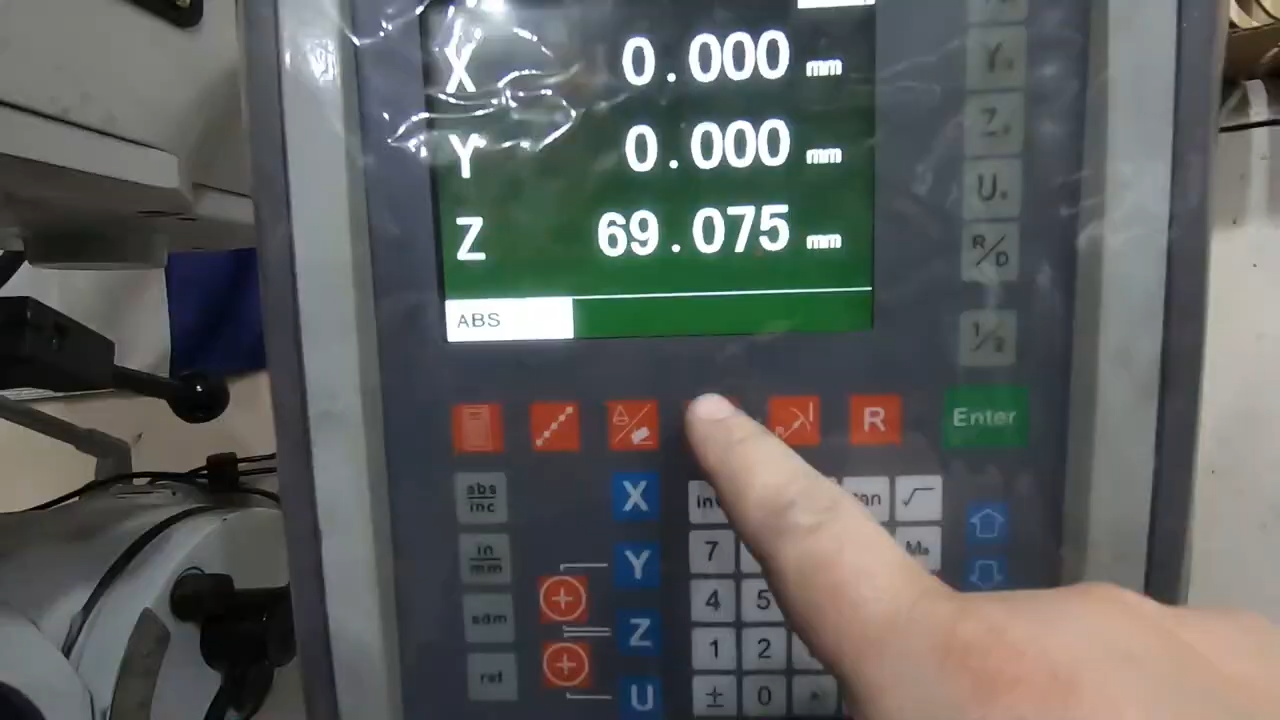 X 0.000 mm
Y 0.000 mm
Z 69.075 mm
ABS
R/D
1/2
R
Enter
abs/inc
X
in/mm
Y
7
4 5
sdm
Z
1 2
ref
U
± 0